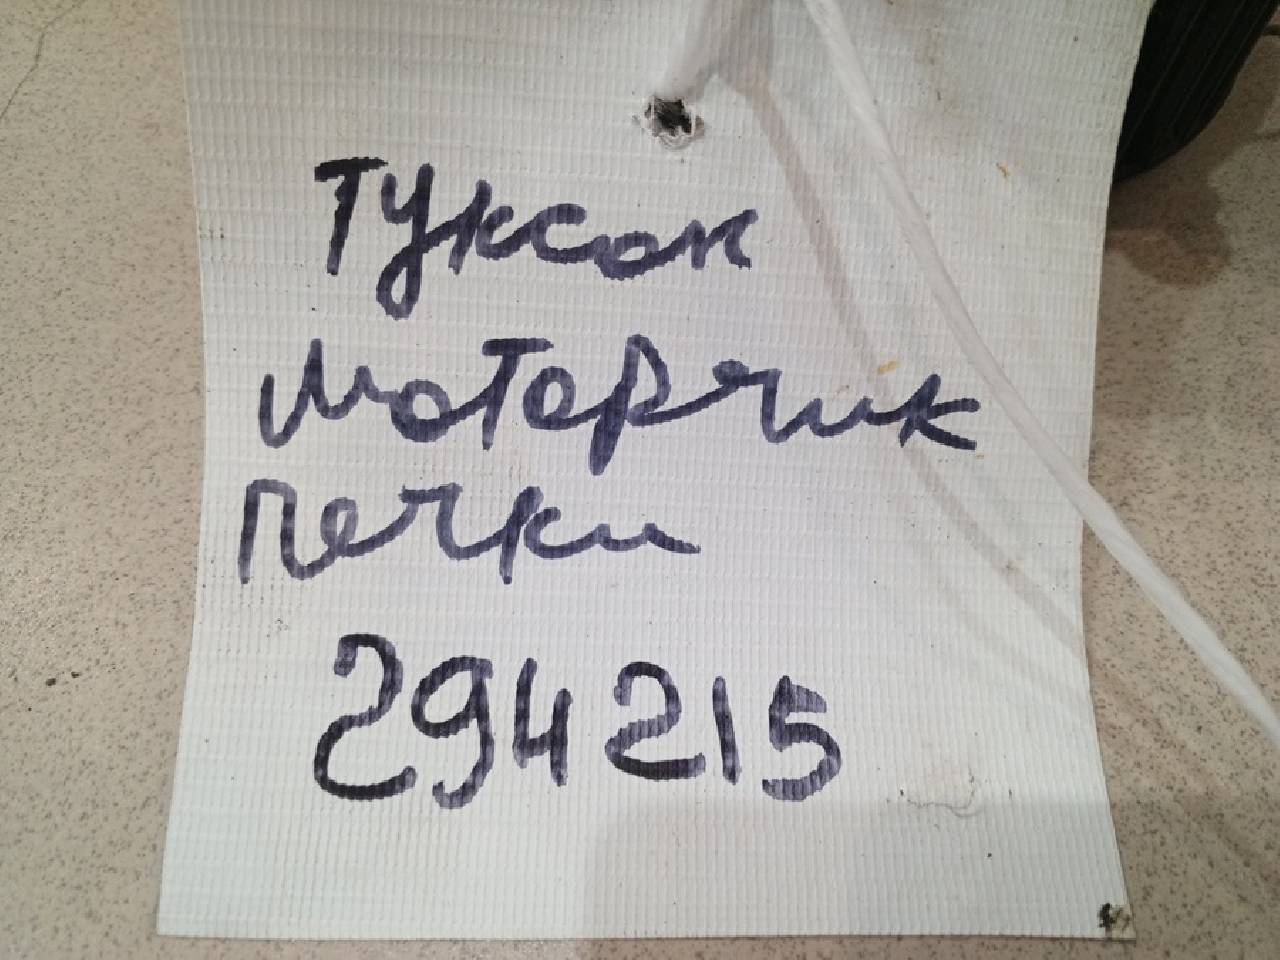 Туксон
моторчик
печки
294215